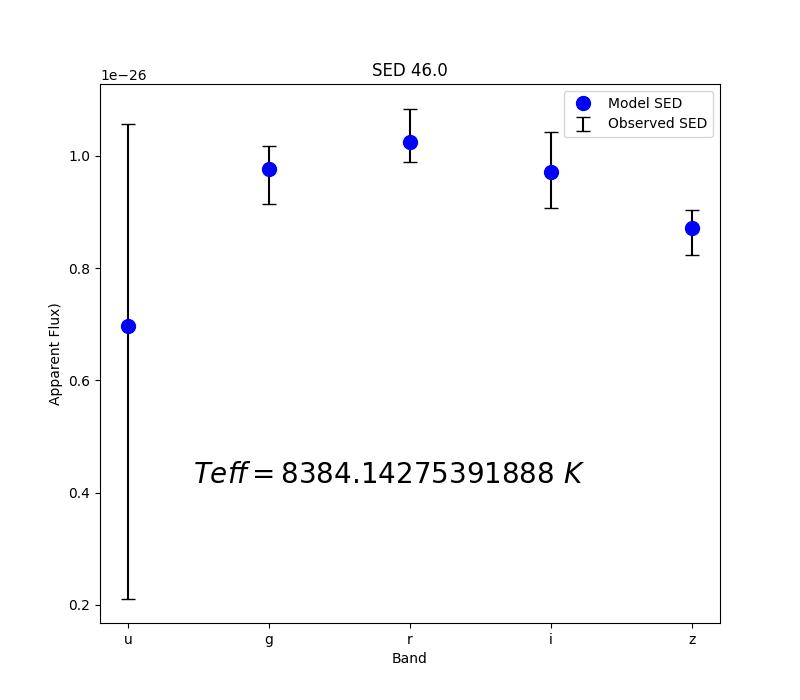 SED 46.0
1e−26
Model SED
Observed SED
1.0
0.8
0.6
0.4
0.2
Apparent Flux)
Teff = 8384.14275391888 K
u g r i z
Band